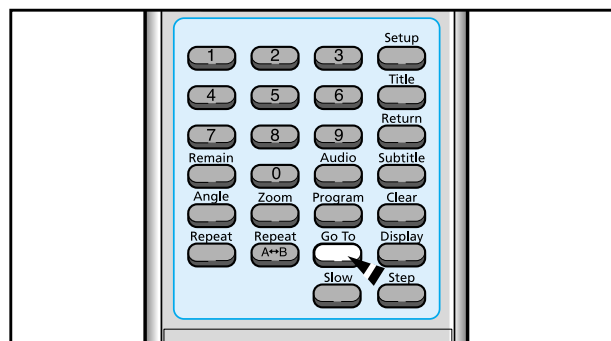 Setup
1 2 3
Title
4 5 6
Return
7 8 9
Remain Audio Subtitle
0
Angle Zoom Program Clear
Repeat Repeat Go To Display
A↔B
Slow Step